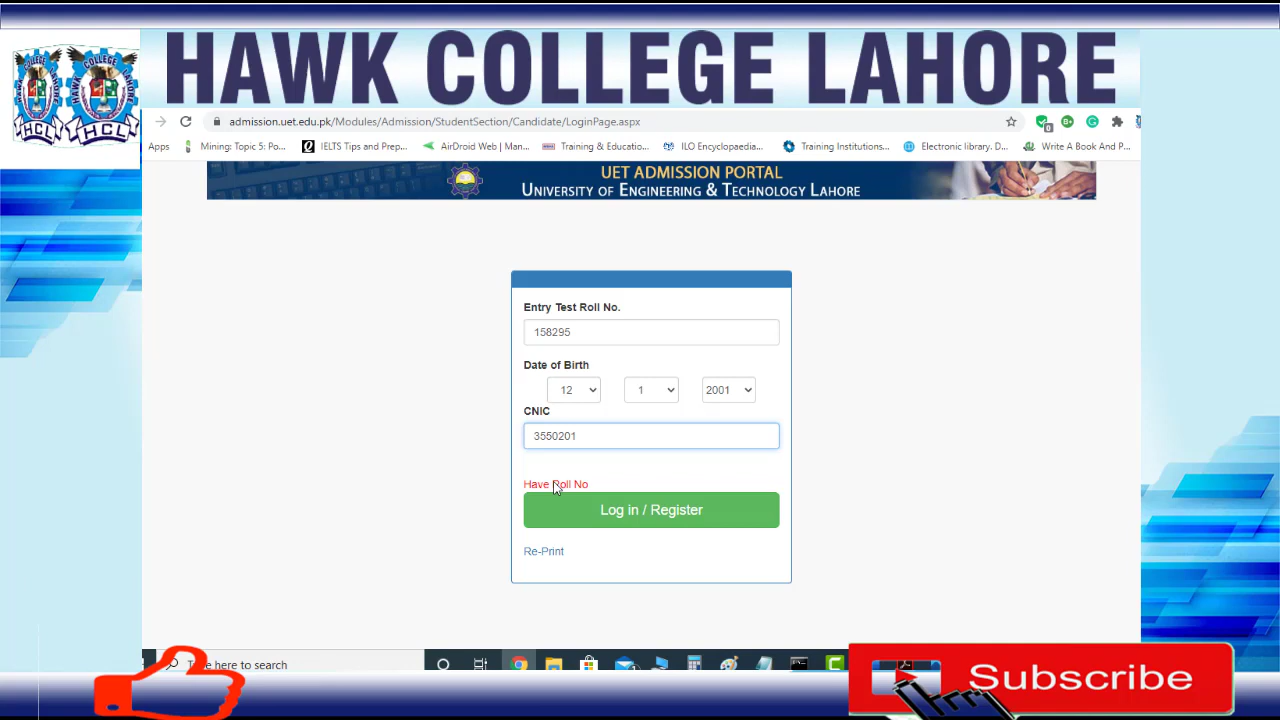 HAWK COLLEGE LAHORE
HCL HCL
admission.uet.edu.pk/Modules/Admission/StudentSection/Candidate/LoginPage.aspx
Apps Mining: Topic 5: Po... IELTS Tips and Prep... AirDroid Web | Man... Training & Educatio... ILO Encyclopaedia... Training Institutions... Electronic library. D... Write A Book And P...
UET ADMISSION PORTAL
UNIVERSITY OF ENGINEERING & TECHNOLOGY LAHORE
Entry Test Roll No.
158295
Date of Birth
12 1 2001
CNIC
3550201
Have Roll No
Log in / Register
Re-Print
here to search
Subscribe